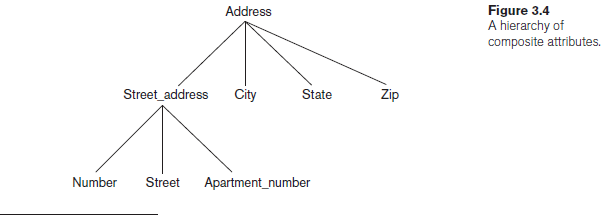 Address
Figure 3.4
A hierarchy of
composite attributes.
Street_address City State Zip
Number Street Apartment_number